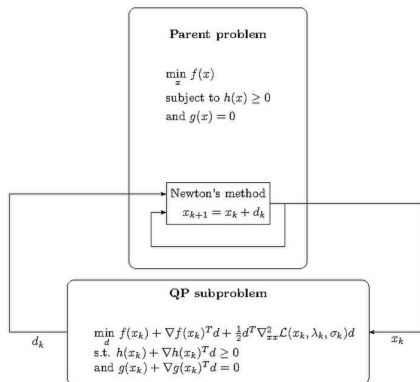 Parent problem
min f(x)
x
subject to h(x) ≥ 0
and g(x) = 0
Newton's method
x_{k+1} = x_k + d_k
QP subproblem
min f(x_k) + ∇f(x_k)^T d + ½ d^T ∇²_{xx} ℒ(x_k, λ_k, σ_k)d
d
s.t. h(x_k) + ∇h(x_k)^T d ≥ 0
and g(x_k) + ∇g(x_k)^T d = 0
d_k
x_k